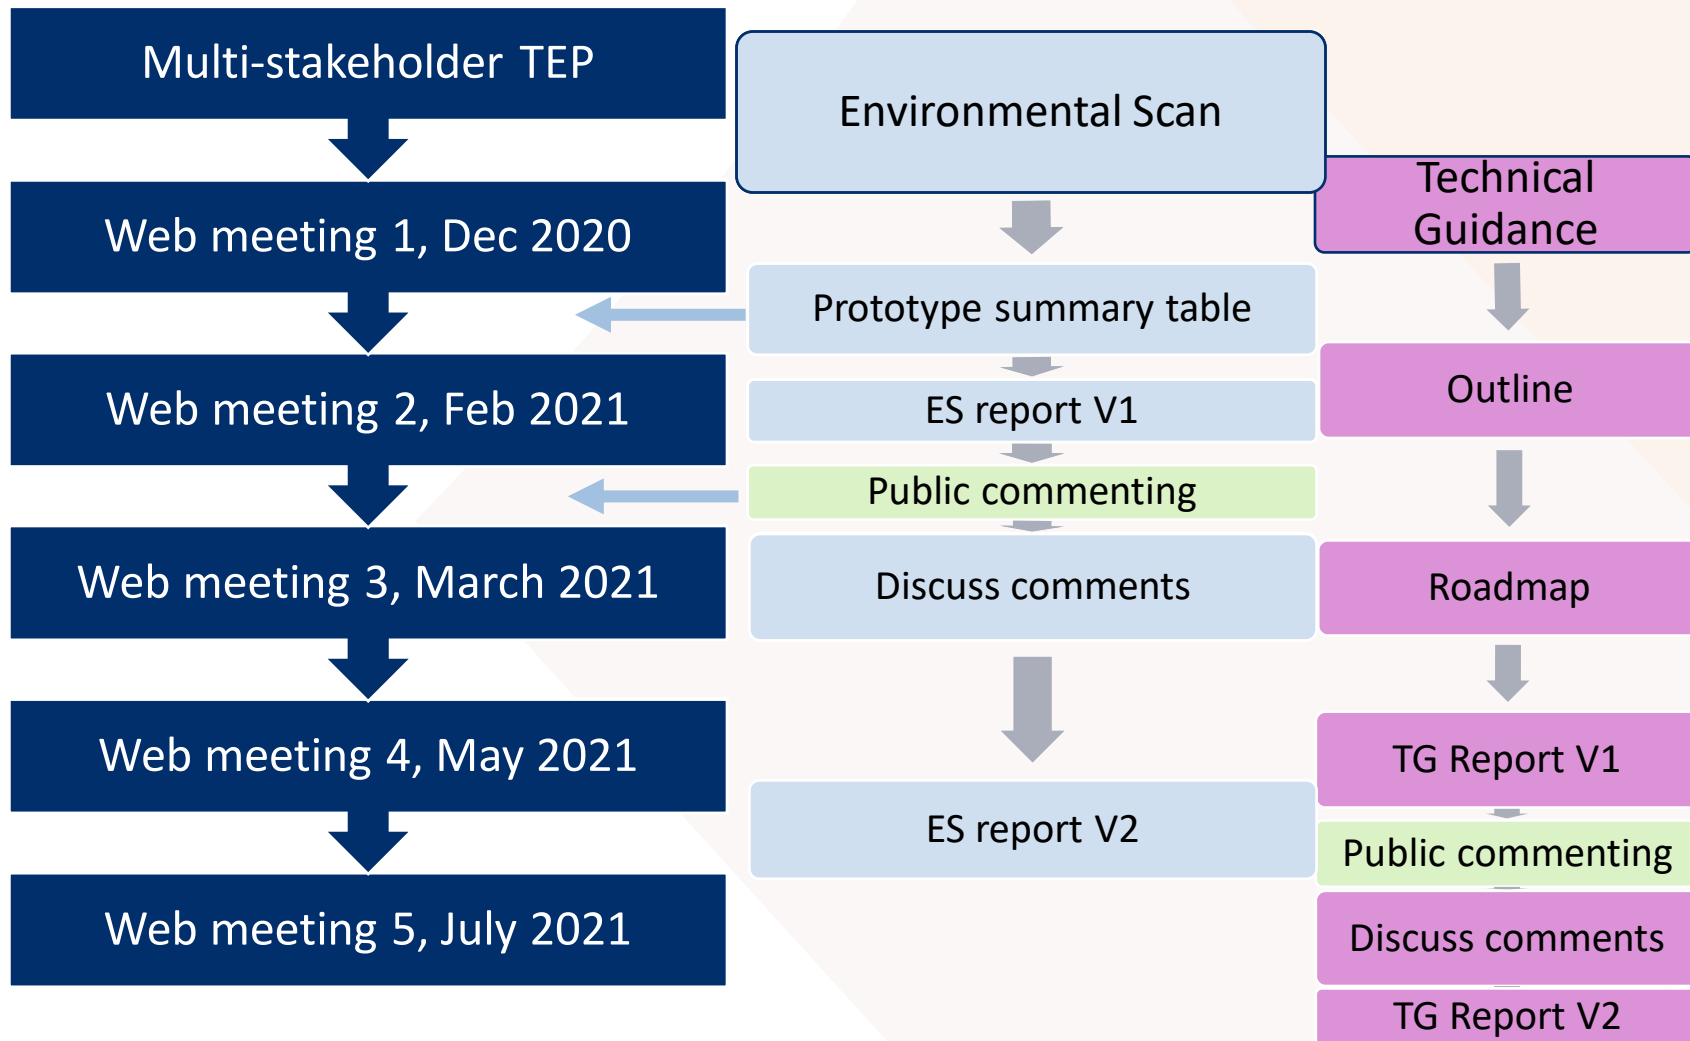 Multi-stakeholder TEP
Web meeting 1, Dec 2020
Web meeting 2, Feb 2021
Web meeting 3, March 2021
Web meeting 4, May 2021
Web meeting 5, July 2021
Environmental Scan
Prototype summary table
ES report V1
Public commenting
Discuss comments
ES report V2
Technical
Guidance
Outline
Roadmap
TG Report V1
Public commenting
Discuss comments
TG Report V2